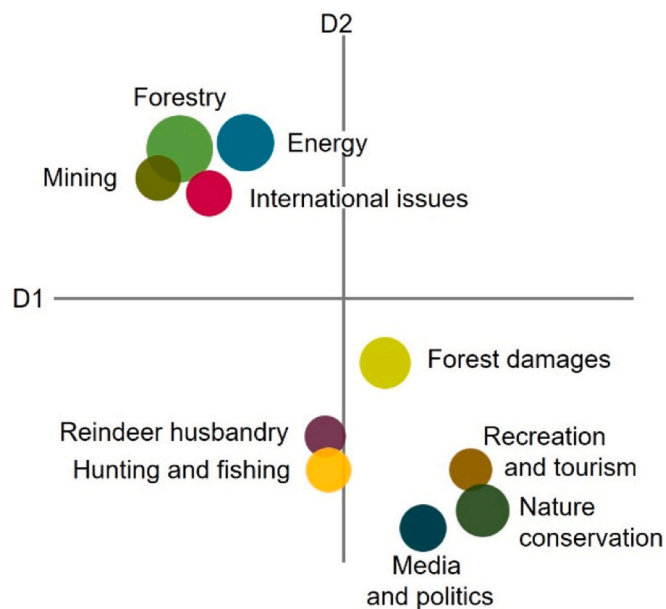 D2
Forestry
Energy
Mining
International issues
D1
Forest damages
Reindeer husbandry
Hunting and fishing
Recreation
and tourism
Nature
conservation
Media
and politics